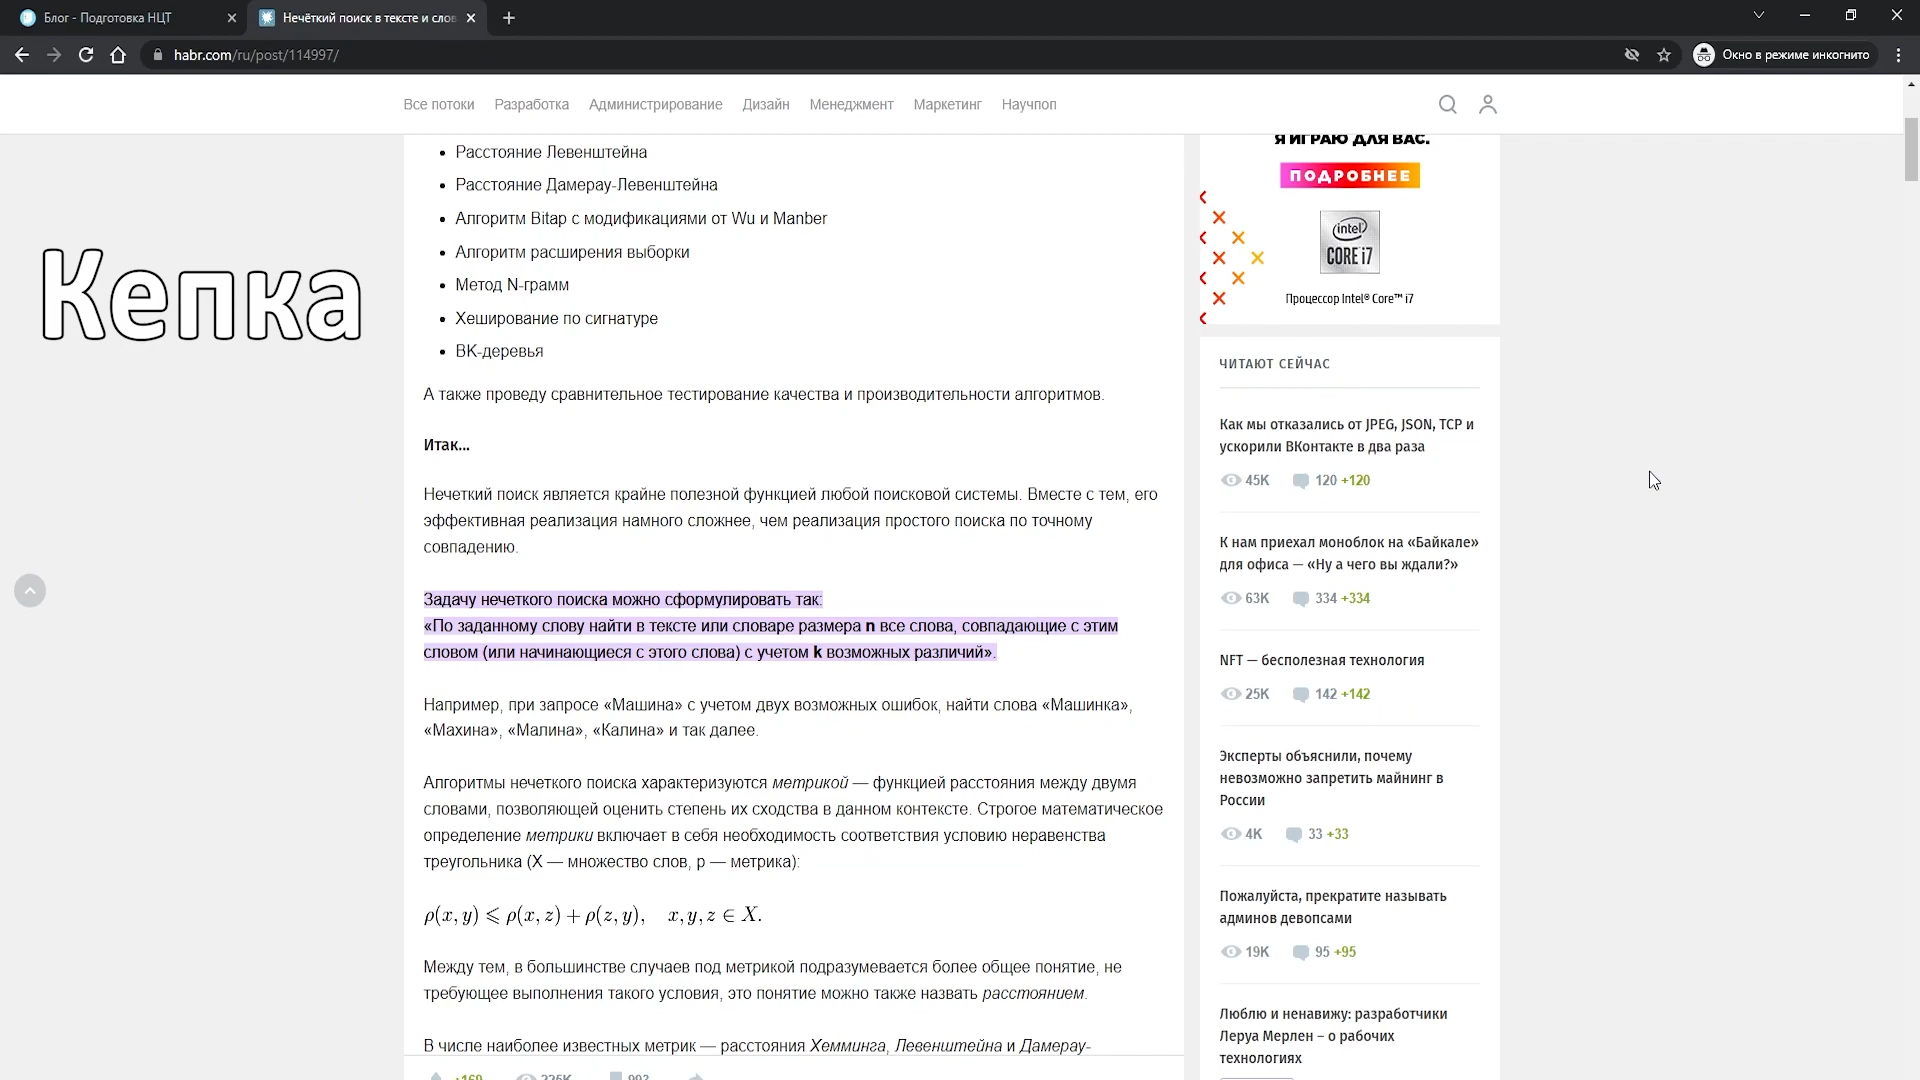 Блог - Подготовка НЦТ
Нечёткий поиск в тексте и слов
habr.com/ru/post/114997/
Окно в режиме инкогнито
Все потоки Разработка Администрирование Дизайн Менеджмент Маркетинг Научпоп
Кепка
Расстояние Левенштейна
Расстояние Дамерау-Левенштейна
Алгоритм Bitap с модификациями от Wu и Manber
Алгоритм расширения выборки
Метод N-грамм
Хеширование по сигнатуре
BK-деревья
А также проведу сравнительное тестирование качества и производительности алгоритмов.
Итак...
Нечеткий поиск является крайне полезной функцией любой поисковой системы. Вместе с тем, его
эффективная реализация намного сложнее, чем реализация простого поиска по точному
совпадению.
Задачу нечеткого поиска можно сформулировать так:
«По заданному слову найти в тексте или словаре размера n все слова, совпадающие с этим
словом (или начинающиеся с этого слова) с учетом k возможных различий».
Например, при запросе «Машина» с учетом двух возможных ошибок, найти слова «Машинка»,
«Махина», «Малина», «Калина» и так далее.
Алгоритмы нечеткого поиска характеризуются метрикой — функцией расстояния между двумя
словами, позволяющей оценить степень их сходства в данном контексте. Строгое математическое
определение метрики включает в себя необходимость соответствия условию неравенства
треугольника (X — множество слов, p — метрика):
ρ(x, y) ⩽ ρ(x, z) + ρ(z, y), x, y, z ∈ X.
Между тем, в большинстве случаев под метрикой подразумевается более общее понятие, не
требующее выполнения такого условия, это понятие можно также назвать расстоянием.
В числе наиболее известных метрик — расстояния Хемминга, Левенштейна и Дамерау-
+169 225K 992
Я ИГРАЮ ДЛЯ ВАС.
ПОДРОБНЕЕ
intel
CORE i7
Процессор Intel® Core™ i7
ЧИТАЮТ СЕЙЧАС
Как мы отказались от JPEG, JSON, TCP и
ускорили ВКонтакте в два раза
45K 120 +120
К нам приехал моноблок на «Байкале»
для офиса — «Ну а чего вы ждали?»
63K 334 +334
NFT — бесполезная технология
25K 142 +142
Эксперты объяснили, почему
невозможно запретить майнинг в
России
4K 33 +33
Пожалуйста, прекратите называть
админов девопсами
19K 95 +95
Люблю и ненавижу: разработчики
Леруа Мерлен – о рабочих
технологиях